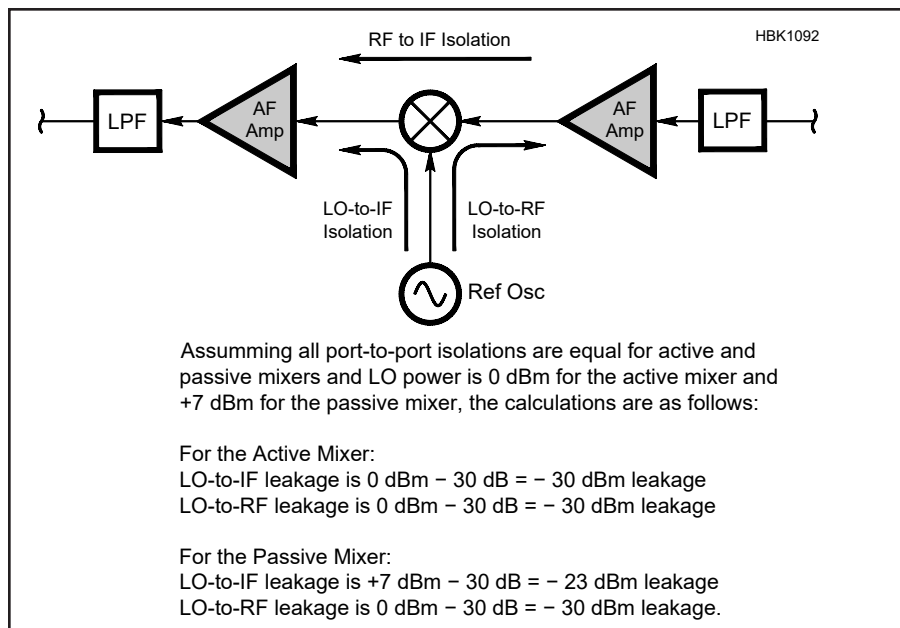 HBK1092
RF to IF Isolation
LPF
AF
Amp
AF
Amp
LPF
LO-to-IF
Isolation
LO-to-RF
Isolation
Ref Osc
Assumming all port-to-port isolations are equal for active and
passive mixers and LO power is 0 dBm for the active mixer and
+7 dBm for the passive mixer, the calculations are as follows:
For the Active Mixer:
LO-to-IF leakage is 0 dBm − 30 dB = − 30 dBm leakage
LO-to-RF leakage is 0 dBm − 30 dB = − 30 dBm leakage
For the Passive Mixer:
LO-to-IF leakage is +7 dBm − 30 dB = − 23 dBm leakage
LO-to-RF leakage is 0 dBm − 30 dB = − 30 dBm leakage.